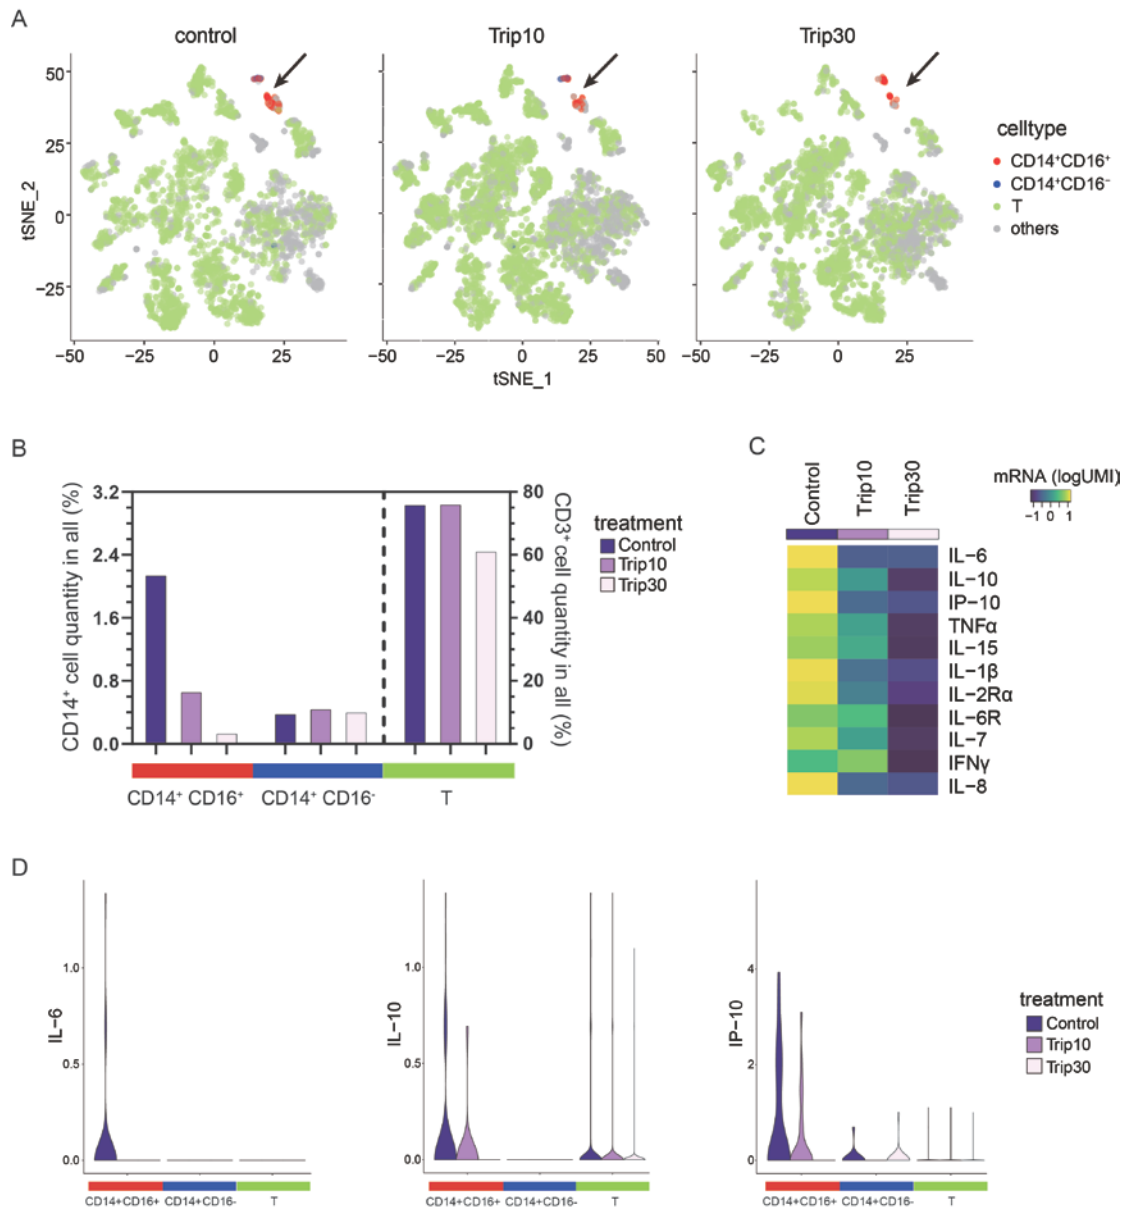 A
control
Trip10
Trip30
50
25
0
−25
tSNE_2
−50
−25
0
25
−50
−25
0
25
50
−50
−25
0
25
50
tSNE_1
celltype
CD14⁺CD16⁺
CD14⁺CD16⁻
T
others
B
3.2
2.4
1.6
0.8
0.0
CD14⁺ cell quantity in all (%)
80
60
40
20
0
CD3⁺ cell quantity in all (%)
treatment
Control
Trip10
Trip30
CD14⁺ CD16⁺
CD14⁺ CD16⁻
T
C
Control
Trip10
Trip30
mRNA (logUMI)
−1 0 1
IL−6
IL−10
IP−10
TNFα
IL−15
IL−1β
IL−2Rα
IL−6R
IL−7
IFNγ
IL−8
D
IL−6
1.0
0.5
0.0
CD14+CD16+
CD14+CD16-
T
IL−10
1.0
0.5
0.0
CD14+CD16+
CD14+CD16-
T
IP−10
4
2
0
CD14+CD16+
CD14+CD16-
T
treatment
Control
Trip10
Trip30